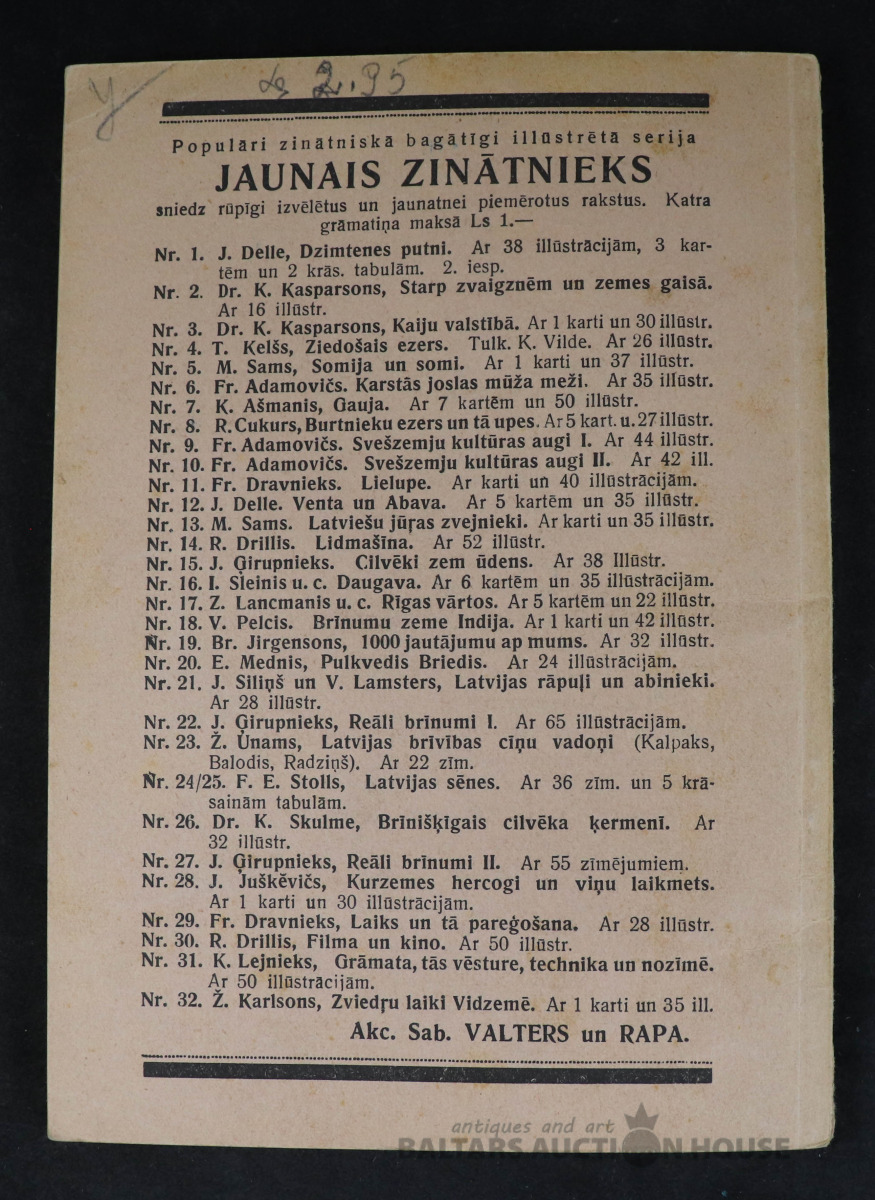 Ls 2.95
Populāri zinātniskā bagātīgi illūstrētā serija
JAUNAIS ZINĀTNIEKS
sniedz rūpīgi izvēlētus un jaunatnei piemērotus rakstus. Katra
grāmatiņa maksā Ls 1.—
Nr. 1. J. Delle, Dzimtenes putni. Ar 38 illūstrācijām, 3 kar-
tēm un 2 krās. tabulām. 2. iesp.
Nr. 2. Dr. K. Kasparsons, Starp zvaigznēm un zemes gaisā.
Ar 16 illūstr.
Nr. 3. Dr. K. Kasparsons, Kaiju valstībā. Ar 1 karti un 30 illūstr.
Nr. 4. T. Kelšs, Ziedošais ezers. Tulk. K. Vilde. Ar 26 illūstr.
Nr. 5. M. Sams, Somija un somi. Ar 1 karti un 37 illūstr.
Nr. 6. Fr. Adamovičs. Karstās joslas mūža meži. Ar 35 illūstr.
Nr. 7. K. Ašmanis, Gauja. Ar 7 kartēm un 50 illūstr.
Nr. 8. R. Cukurs, Burtnieku ezers un tā upes. Ar 5 kart. u. 27 illūstr.
Nr. 9. Fr. Adamovičs. Svešzemju kultūras augi I. Ar 44 illūstr.
Nr. 10. Fr. Adamovičs. Svešzemju kultūras augi II. Ar 42 ill.
Nr. 11. Fr. Dravnieks. Lielupe. Ar karti un 40 illūstrācijām.
Nr. 12. J. Delle. Venta un Abava. Ar 5 kartēm un 35 illūstr.
Nr. 13. M. Sams. Latviešu jūŗas zvejnieki. Ar karti un 35 illūstr.
Nr. 14. R. Drillis. Lidmašīna. Ar 52 illūstr.
Nr. 15. J. Ģirupnieks. Cilvēki zem ūdens. Ar 38 Illūstr.
Nr. 16. I. Sleinis u. c. Daugava. Ar 6 kartēm un 35 illūstrācijām.
Nr. 17. Z. Lancmanis u. c. Rīgas vārtos. Ar 5 kartēm un 22 illūstr.
Nr. 18. V. Pelcis. Brīnumu zeme Indija. Ar 1 karti un 42 illūstr.
Nr. 19. Br. Jirgensons, 1000 jautājumu ap mums. Ar 32 illūstr.
Nr. 20. E. Mednis, Pulkvedis Briedis. Ar 24 illūstrācijām.
Nr. 21. J. Siliņš un V. Lamsters, Latvijas rāpuļi un abinieki.
Ar 28 illūstr.
Nr. 22. J. Ģirupnieks, Reāli brīnumi I. Ar 65 illūstrācijām.
Nr. 23. Ž. Unams, Latvijas brīvības cīņu vadoņi (Kalpaks,
Balodis, Radziņš). Ar 22 zīm.
Nr. 24/25. F. E. Stolls, Latvijas sēnes. Ar 36 zīm. un 5 krā-
sainām tabulām.
Nr. 26. Dr. K. Skulme, Brīnišķīgais cilvēka ķermenī. Ar
32 illūstr.
Nr. 27. J. Ģirupnieks, Reāli brīnumi II. Ar 55 zīmējumiem.
Nr. 28. J. Juškēvičs, Kurzemes hercogi un viņu laikmets.
Ar 1 karti un 30 illūstrācijām.
Nr. 29. Fr. Dravnieks, Laiks un tā pareģošana. Ar 28 illūstr.
Nr. 30. R. Drillis, Filma un kino. Ar 50 illūstr.
Nr. 31. K. Lejnieks, Grāmata, tās vēsture, technika un nozīmē.
Ar 50 illūstrācijām.
Nr. 32. Ž. Karlsons, Zviedŗu laiki Vidzemē. Ar 1 karti un 35 ill.
Akc. Sab. VALTERS un RAPA.
antiques and art
BALTARS AUCTION HOUSE